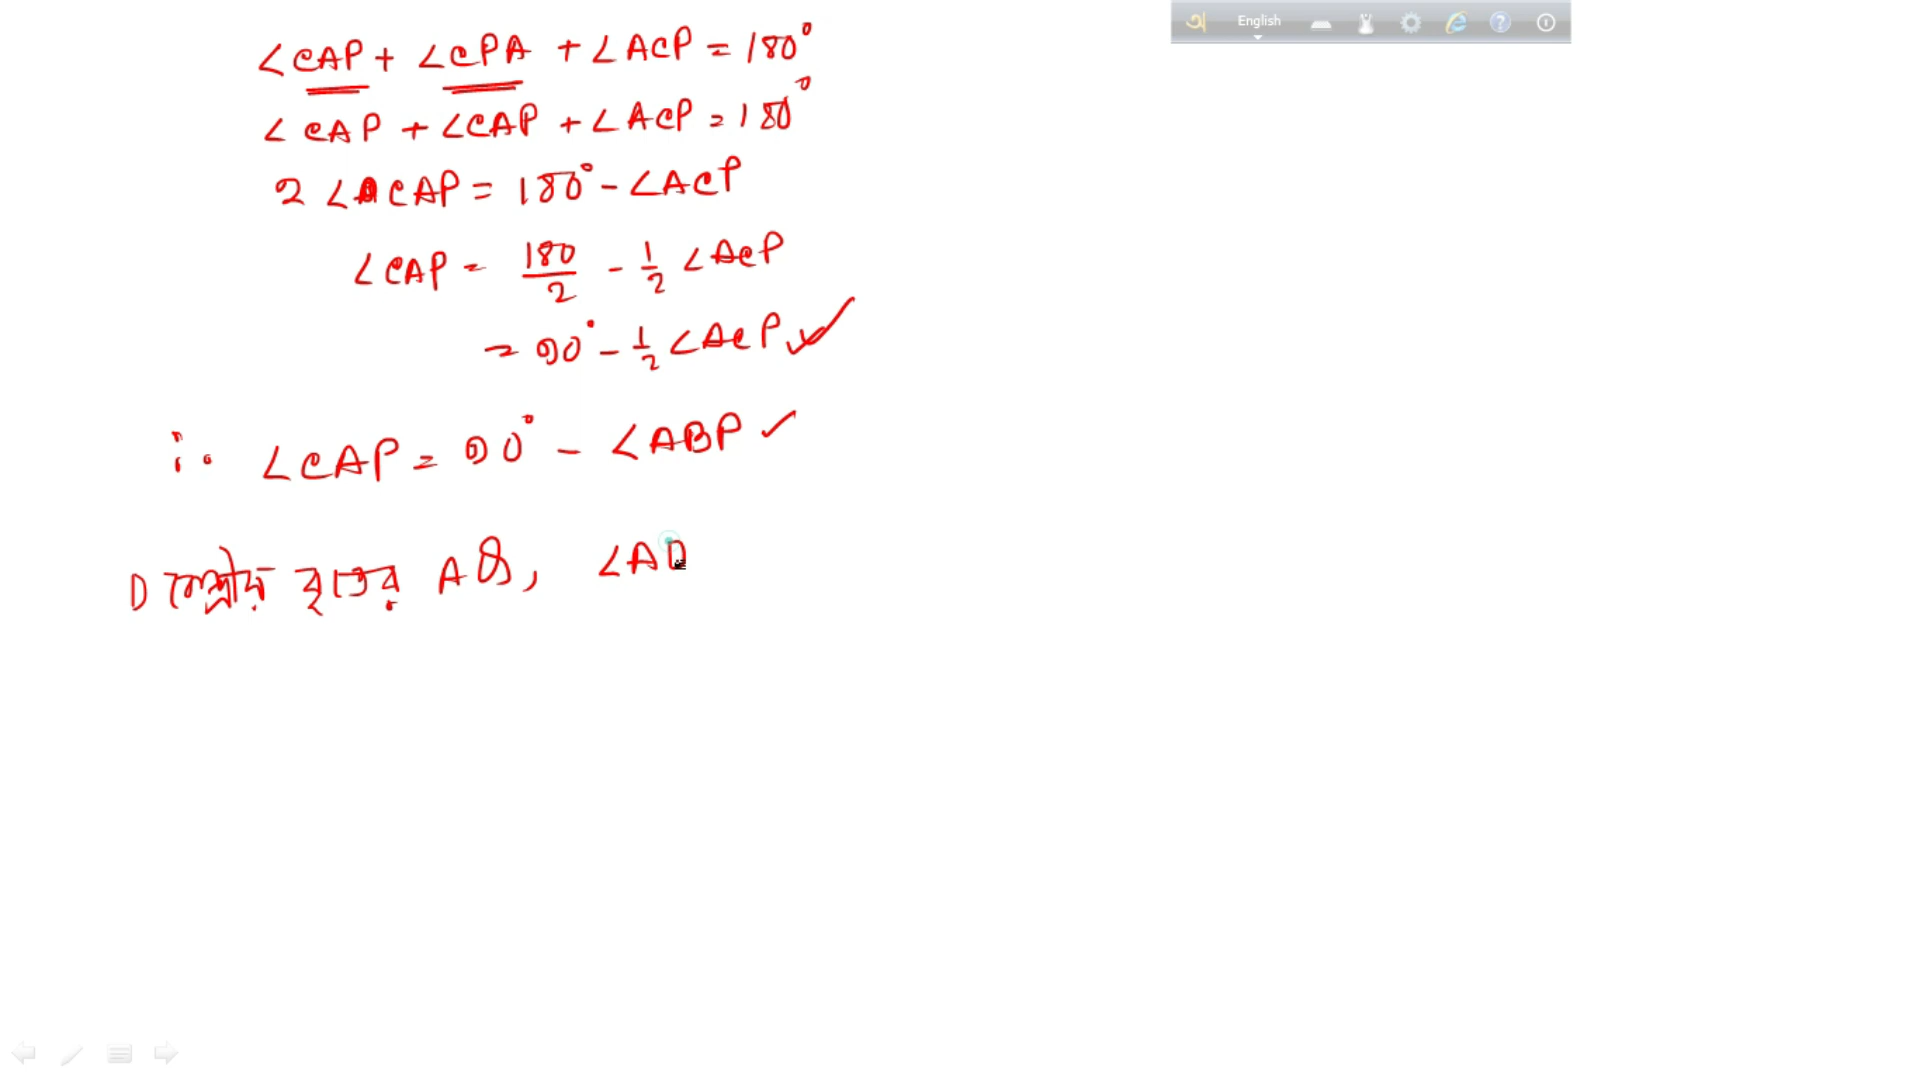 ∠CAP + ∠CPA + ∠ACP = 180°
∠CAP + ∠CAP + ∠ACP = 180°
2 ∠CAP = 180° - ∠ACP
∠CAP = 180/2 - 1/2 ∠ACP
= 90° - 1/2 ∠ACP
∴ ∠CAP = 90° - ∠ABP
D কেন্দ্রীয় বৃত্তের AQ, ∠AD
English